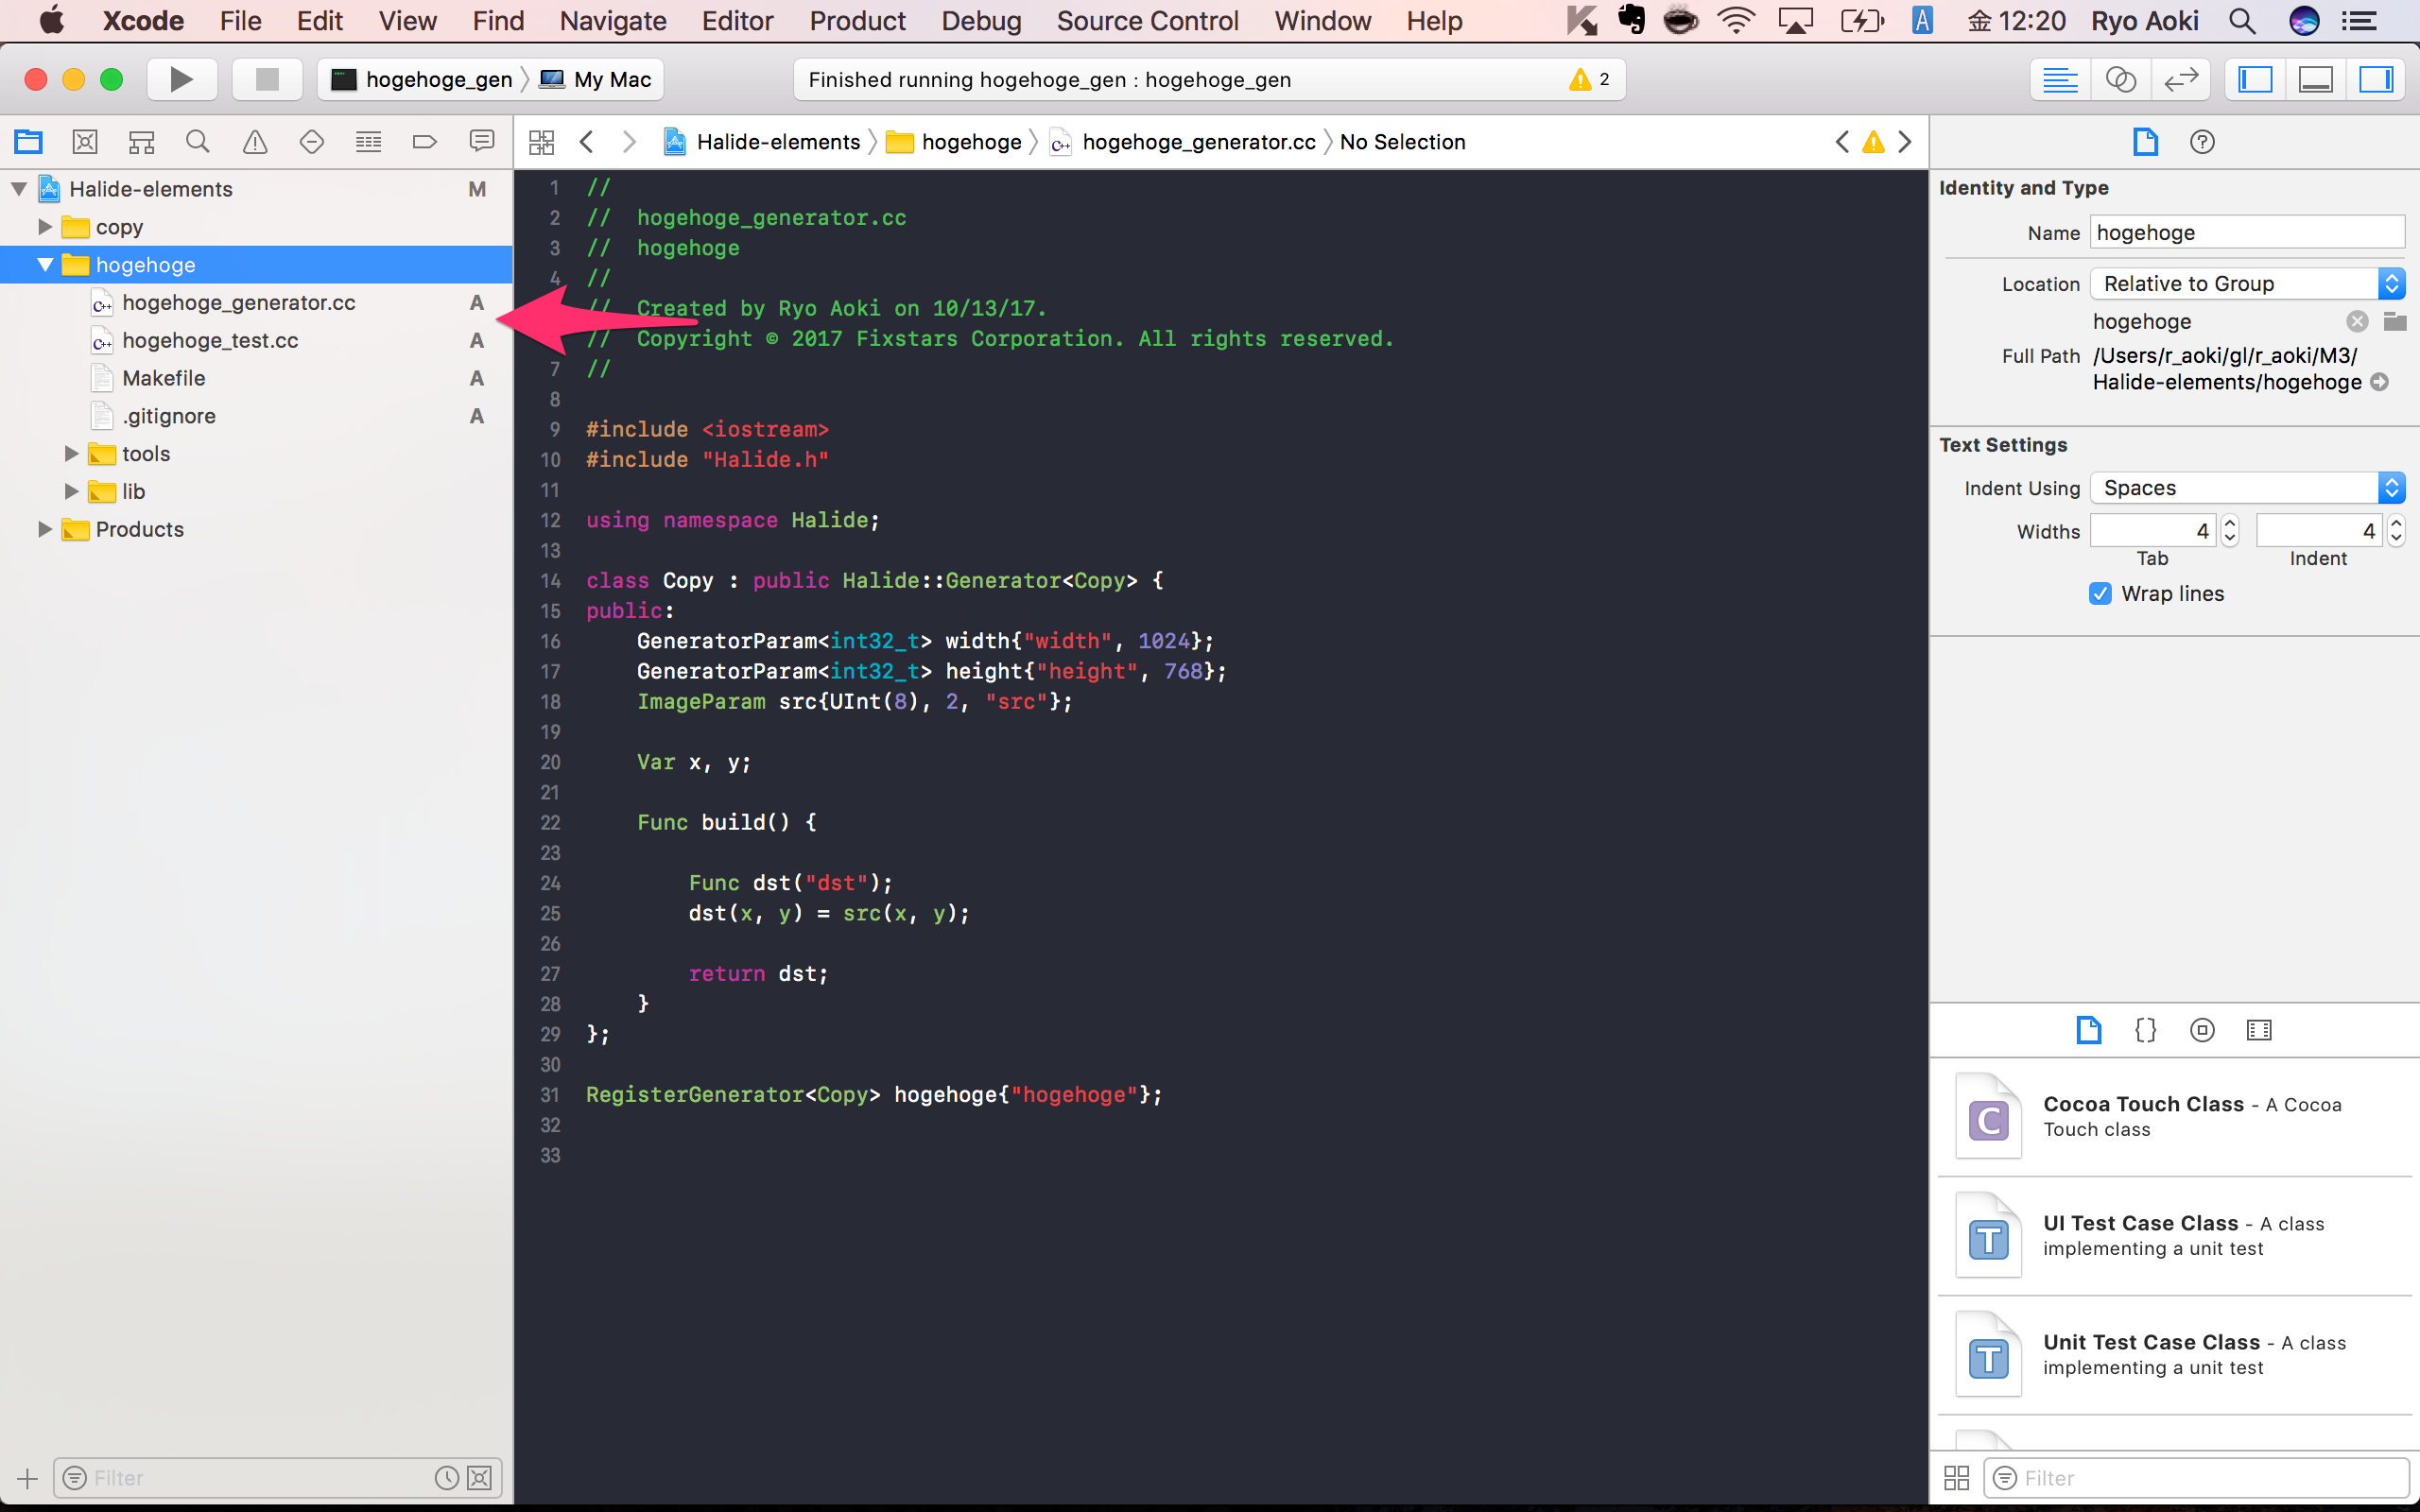 Xcode File Edit View Find Navigate Editor Product Debug Source Control Window Help A 金 12:20 Ryo Aoki
hogehoge_gen My Mac
Finished running hogehoge_gen : hogehoge_gen 2
Halide-elements hogehoge hogehoge_generator.cc No Selection
Halide-elements M
copy
hogehoge
hogehoge_generator.cc A
hogehoge_test.cc A
Makefile A
.gitignore A
tools
lib
Products
Filter
1 //
2 //  hogehoge_generator.cc
3 //  hogehoge
4 //
//  Created by Ryo Aoki on 10/13/17.
//  Copyright © 2017 Fixstars Corporation. All rights reserved.
7 //
8
9 #include <iostream>
10 #include "Halide.h"
11
12 using namespace Halide;
13
14 class Copy : public Halide::Generator<Copy> {
15 public:
16     GeneratorParam<int32_t> width{"width", 1024};
17     GeneratorParam<int32_t> height{"height", 768};
18     ImageParam src{UInt(8), 2, "src"};
19
20     Var x, y;
21
22     Func build() {
23
24         Func dst("dst");
25         dst(x, y) = src(x, y);
26
27         return dst;
28     }
29 };
30
31 RegisterGenerator<Copy> hogehoge{"hogehoge"};
32
33
Identity and Type
Name hogehoge
Location Relative to Group
hogehoge
Full Path /Users/r_aoki/gl/r_aoki/M3/
Halide-elements/hogehoge
Text Settings
Indent Using Spaces
Widths 4 4
Tab Indent
Wrap lines
C
Cocoa Touch Class - A Cocoa
Touch class
T
UI Test Case Class - A class
implementing a unit test
T
Unit Test Case Class - A class
implementing a unit test
Filter